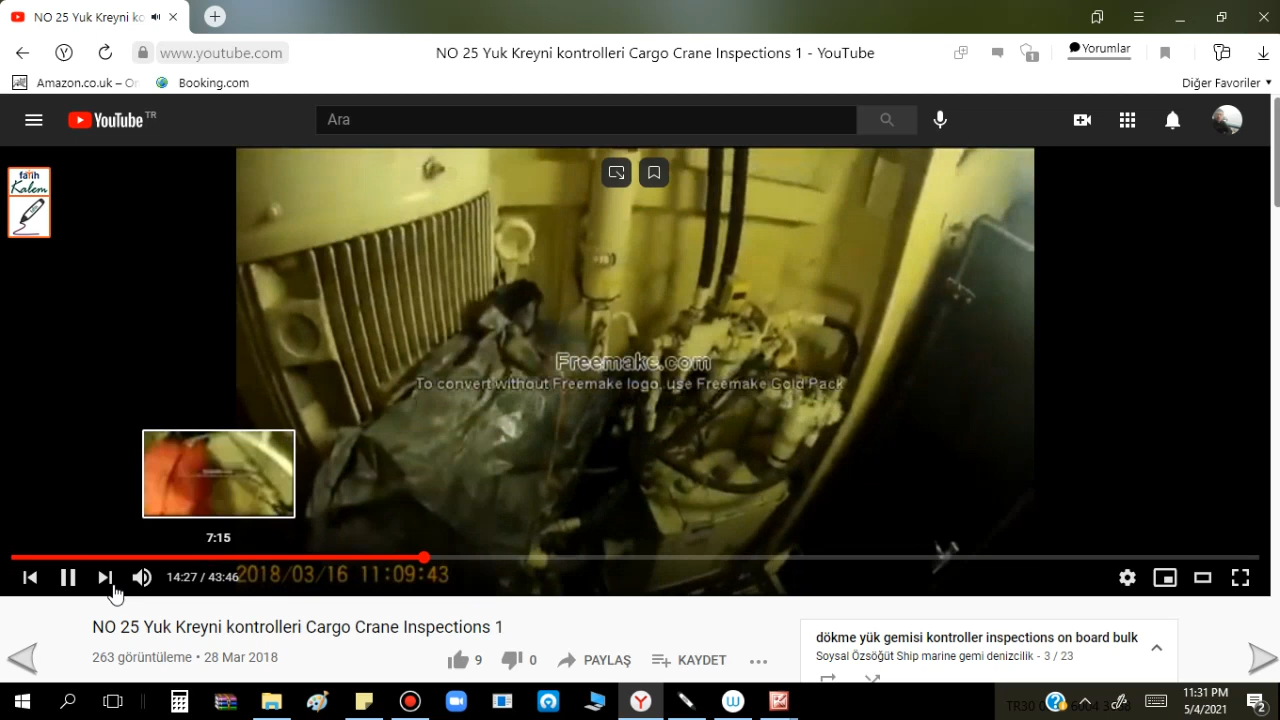 NO 25 Yuk Kreyni ko
www.youtube.com
NO 25 Yuk Kreyni kontrolleri Cargo Crane Inspections 1 - YouTube
1
Yorumlar
Amazon.co.uk – O
Booking.com
Diğer Favoriler
YouTube TR
Ara
fatih
Kalem
Freemake.com
To convert without Freemake logo, use Freemake Gold Pack
7:15
14:27 / 43:46
2018/03/16 11:09:43
NO 25 Yuk Kreyni kontrolleri Cargo Crane Inspections 1
263 görüntüleme • 28 Mar 2018
9
0
PAYLAŞ
KAYDET
dökme yük gemisi kontroller inspections on board bulk
Soysal Özsöğüt Ship marine gemi denizcilik - 3 / 23
11:31 PM
5/4/2021
2